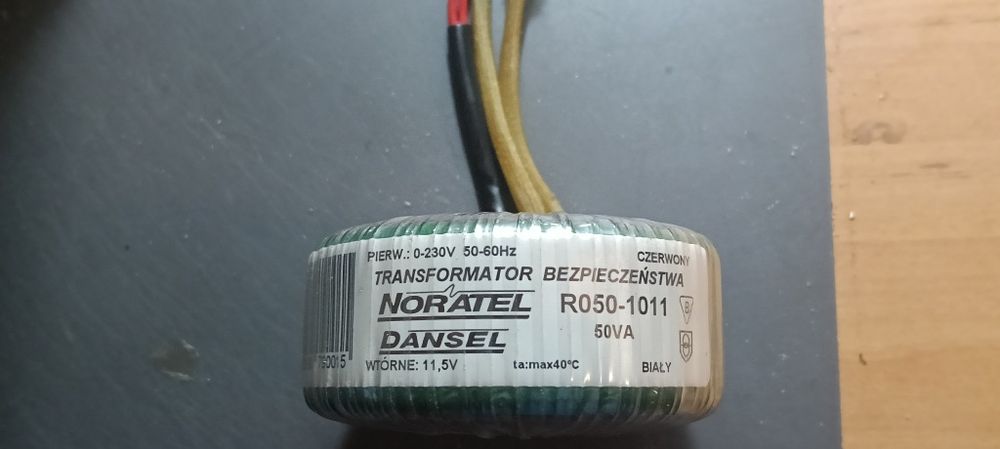 PIERW.: 0-230V 50-60Hz CZERWONY
TRANSFORMATOR BEZPIECZEŃSTWA
NORATEL R050-1011
B
50VA
DANSEL
WTÓRNE: 11,5V ta:max40°C BIAŁY